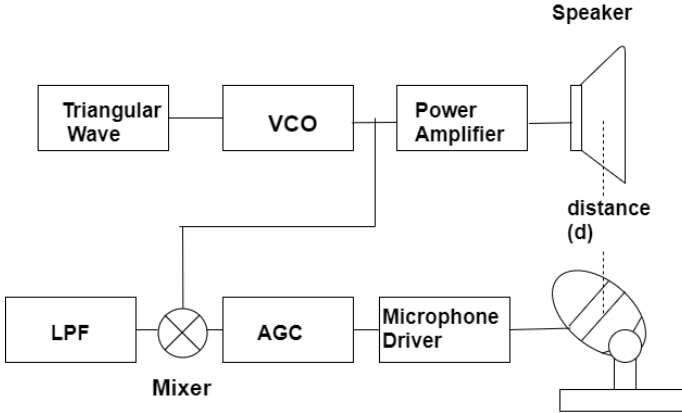 Speaker
Triangular
Wave
VCO
Power
Amplifier
distance
(d)
LPF
Mixer
AGC
Microphone
Driver